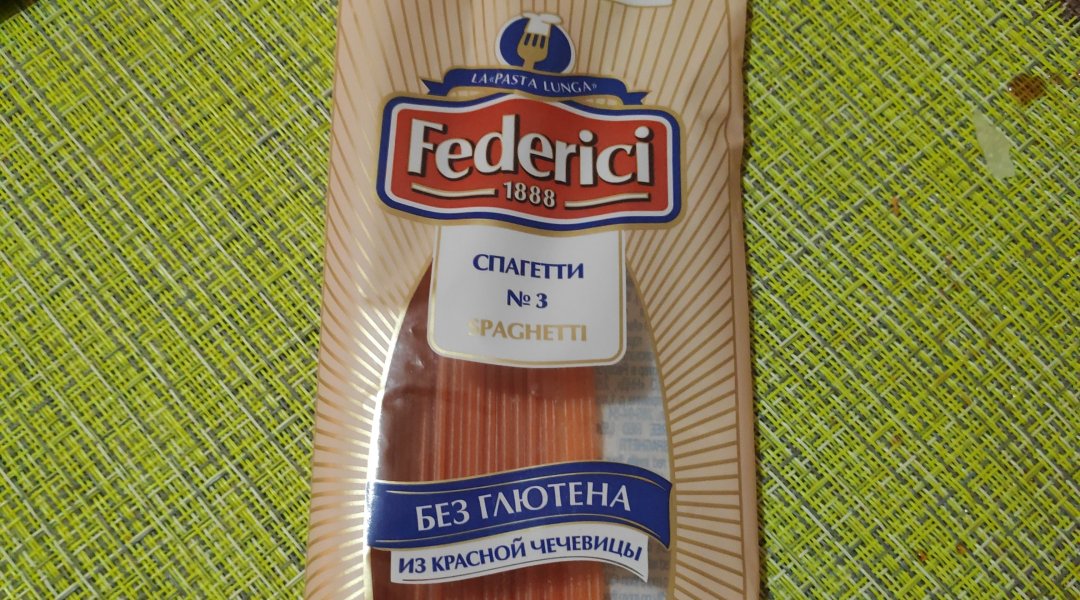 LA «PASTA LUNGA»
Federici
1888
СПАГЕТТИ
№ 3
SPAGHETTI
БЕЗ ГЛЮТЕНА
ИЗ КРАСНОЙ ЧЕЧЕВИЦЫ